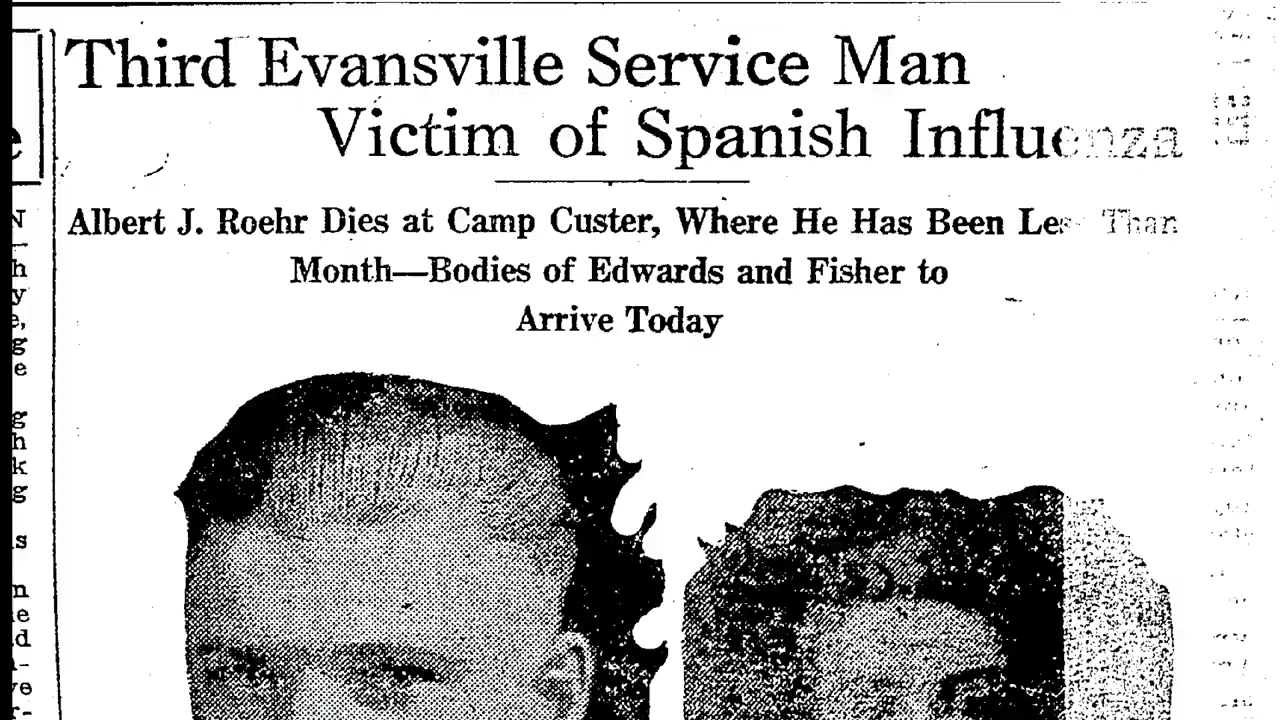 Third Evansville Service Man
Victim of Spanish Influenza
Albert J. Roehr Dies at Camp Custer, Where He Has Been Less Than
Month—Bodies of Edwards and Fisher to
Arrive Today